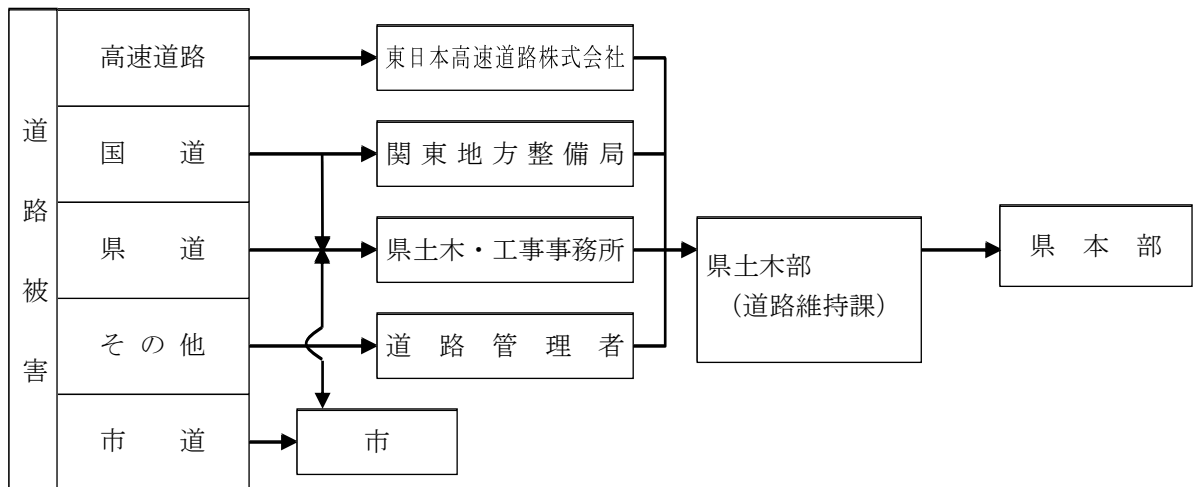 道路被害
高速道路
東日本高速道路株式会社
国道
関東地方整備局
県道
県土木・工事事務所
県土木部
（道路維持課）
県本部
その他
道路管理者
市道
市